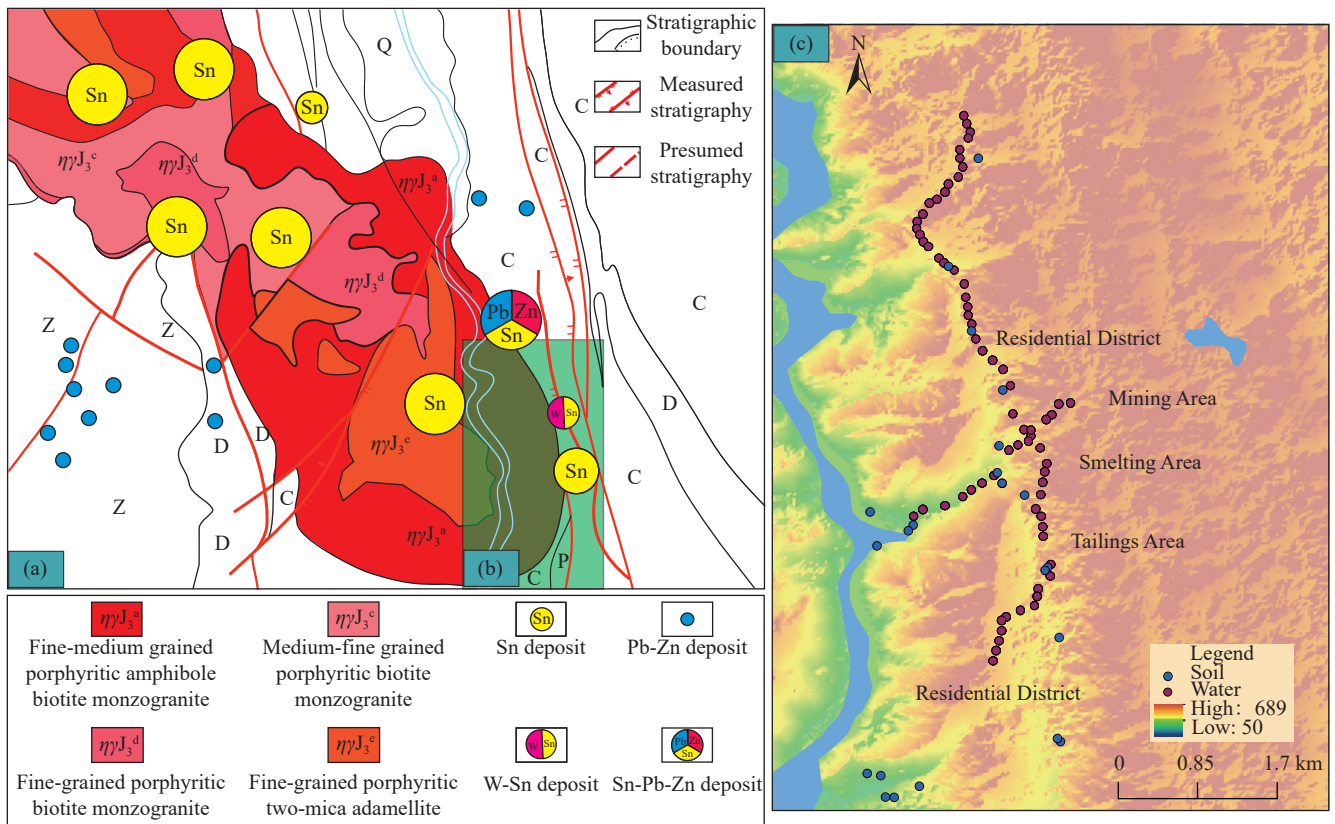 Sn
Sn
Sn
Q
ηγJ₃ᶜ
ηγJ₃ᵈ
ηγJ₃ᵃ
C
C
Stratigraphic
boundary
Measured
stratigraphy
Presumed
stratigraphy
Sn
Sn
ηγJ₃ᵈ
C
C
Pb
Zn
Sn
Z
Z
Sn
W
Sn
D
D
D
ηγJ₃ᵉ
Sn
C
C
Z
D
ηγJ₃ᵃ
P
C
(a)
(b)
ηγJ₃ᵃ
Fine-medium grained
porphyritic amphibole
biotite monzogranite
ηγJ₃ᶜ
Medium-fine grained
porphyritic biotite
monzogranite
Sn
Sn deposit
Pb-Zn deposit
ηγJ₃ᵈ
Fine-grained porphyritic
biotite monzogranite
ηγJ₃ᵉ
Fine-grained porphyritic
two-mica adamellite
W
Sn
W-Sn deposit
Pb
Zn
Sn
Sn-Pb-Zn deposit
(c)
N
Residential District
Mining Area
Smelting Area
Tailings Area
Residential District
Legend
Soil
Water
High: 689
Low: 50
0 0.85 1.7 km